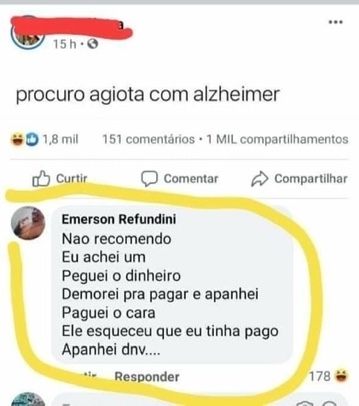 15 h
procuro agiota com alzheimer
1,8 mil 151 comentários • 1 MIL compartilhamentos
Curtir Comentar Compartilhar
Emerson Refundini
Nao recomendo
Eu achei um
Peguei o dinheiro
Demorei pra pagar e apanhei
Paguei o cara
Ele esqueceu que eu tinha pago
Apanhei dnv....
Responder 178